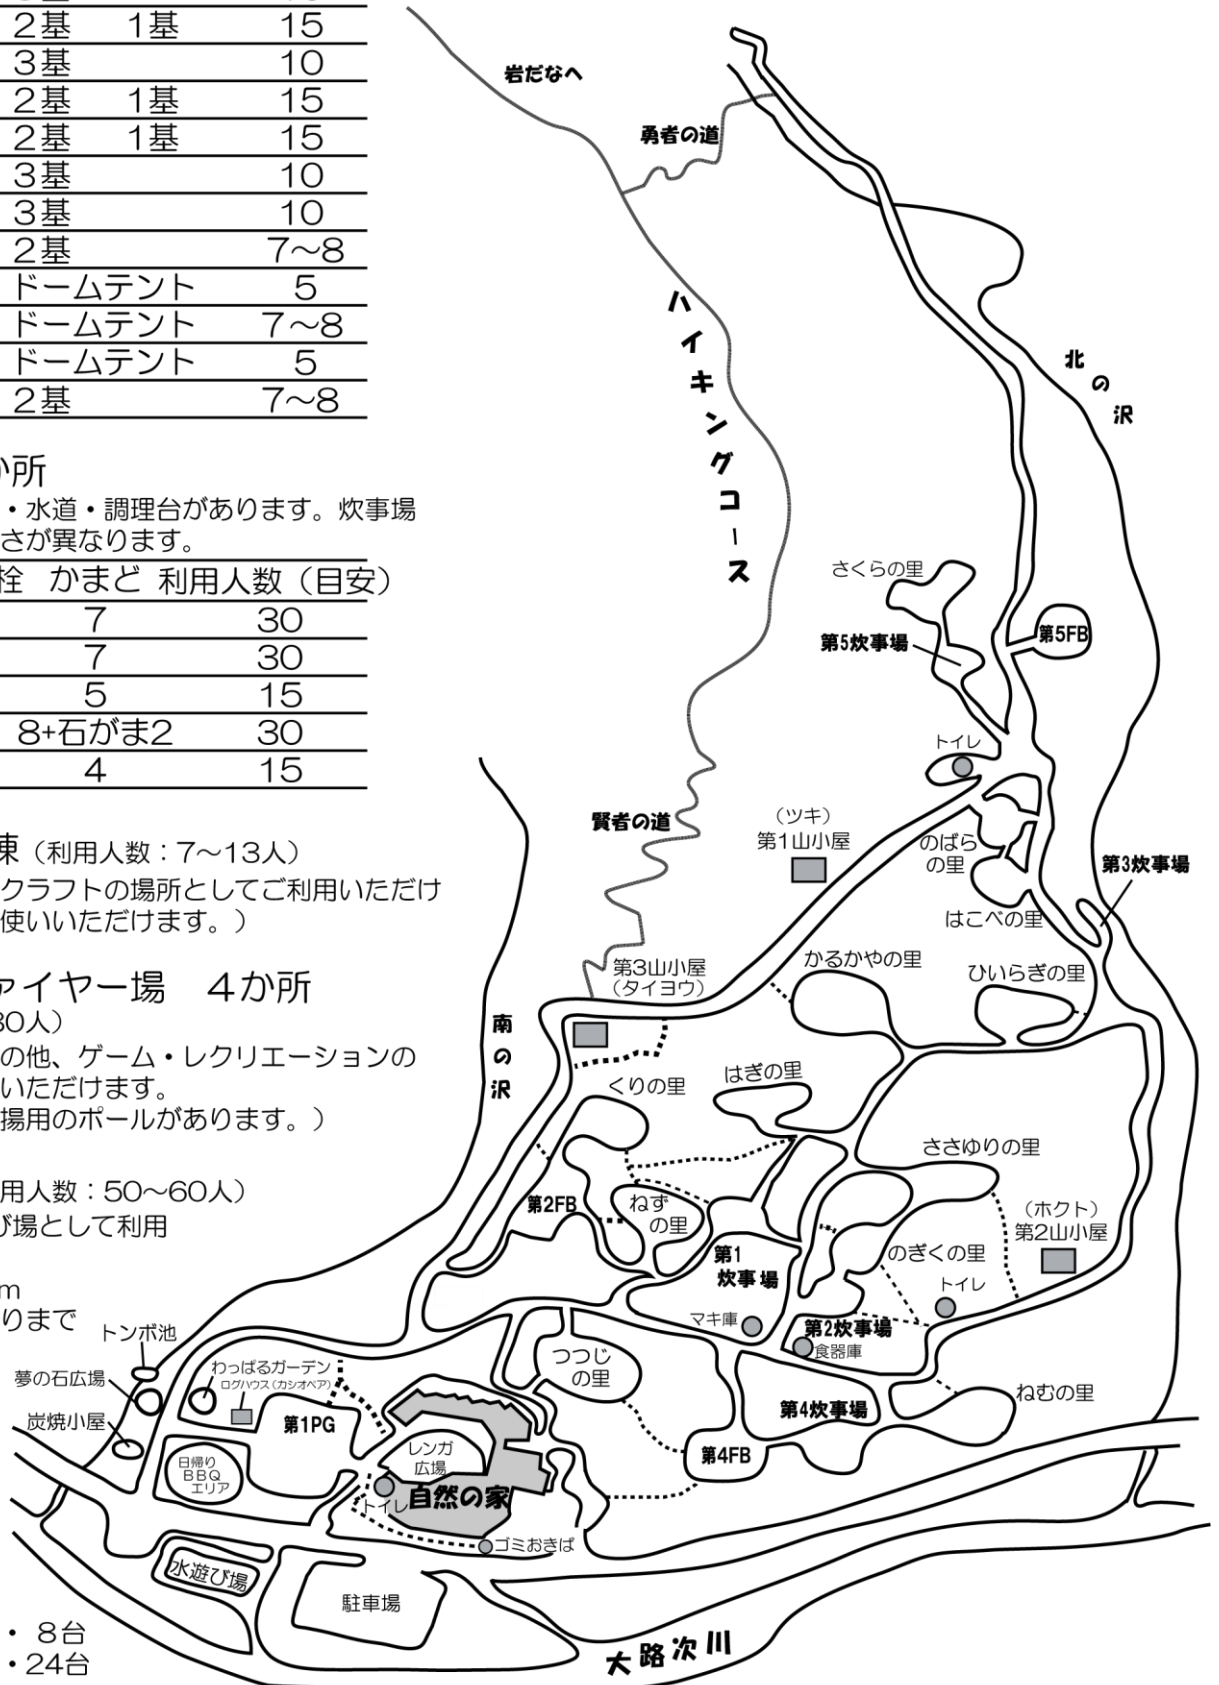 2基 1基 15
3基 10
2基 1基 15
2基 1基 15
3基 10
3基 10
2基 7~8
ドームテント 5
ドームテント 7~8
ドームテント 5
2基 7~8
か所
・水道・調理台があります。炊事場
さが異なります。
栓 かまど 利用人数（目安）
7 30
7 30
5 15
8+石がま2 30
4 15
棟（利用人数：7~13人）
クラフトの場所としてご利用いただけ
使いいただけます。）
ァイヤー場 4か所
30人）
の他、ゲーム・レクリエーションの
いただけます。
揚用のポールがあります。）
用人数：50~60人）
び場として利用
m
りまで
・ 8台
・24台
岩だなへ
勇者の道
ハイキングコース
北の沢
さくらの里
第5炊事場
第5FB
トイレ
（ツキ）
第1山小屋
賢者の道
のばら
の里
第3炊事場
はこべの里
かるかやの里
ひいらぎの里
第3山小屋
（タイヨウ）
南の沢
くりの里
はぎの里
ささゆりの里
第2FB
ねず
の里
（ホクト）
第2山小屋
第1
炊事場
のぎくの里
トイレ
マキ庫
第2炊事場
食器庫
トンボ池
夢の石広場
炭焼小屋
わっぱるガーデン
ログハウス（カシオペア）
第1PG
つつじ
の里
ねむの里
第4炊事場
第4FB
レンガ
広場
日帰り
BBQ
エリア
トイレ
自然の家
ゴミおきば
水遊び場
駐車場
大路次川